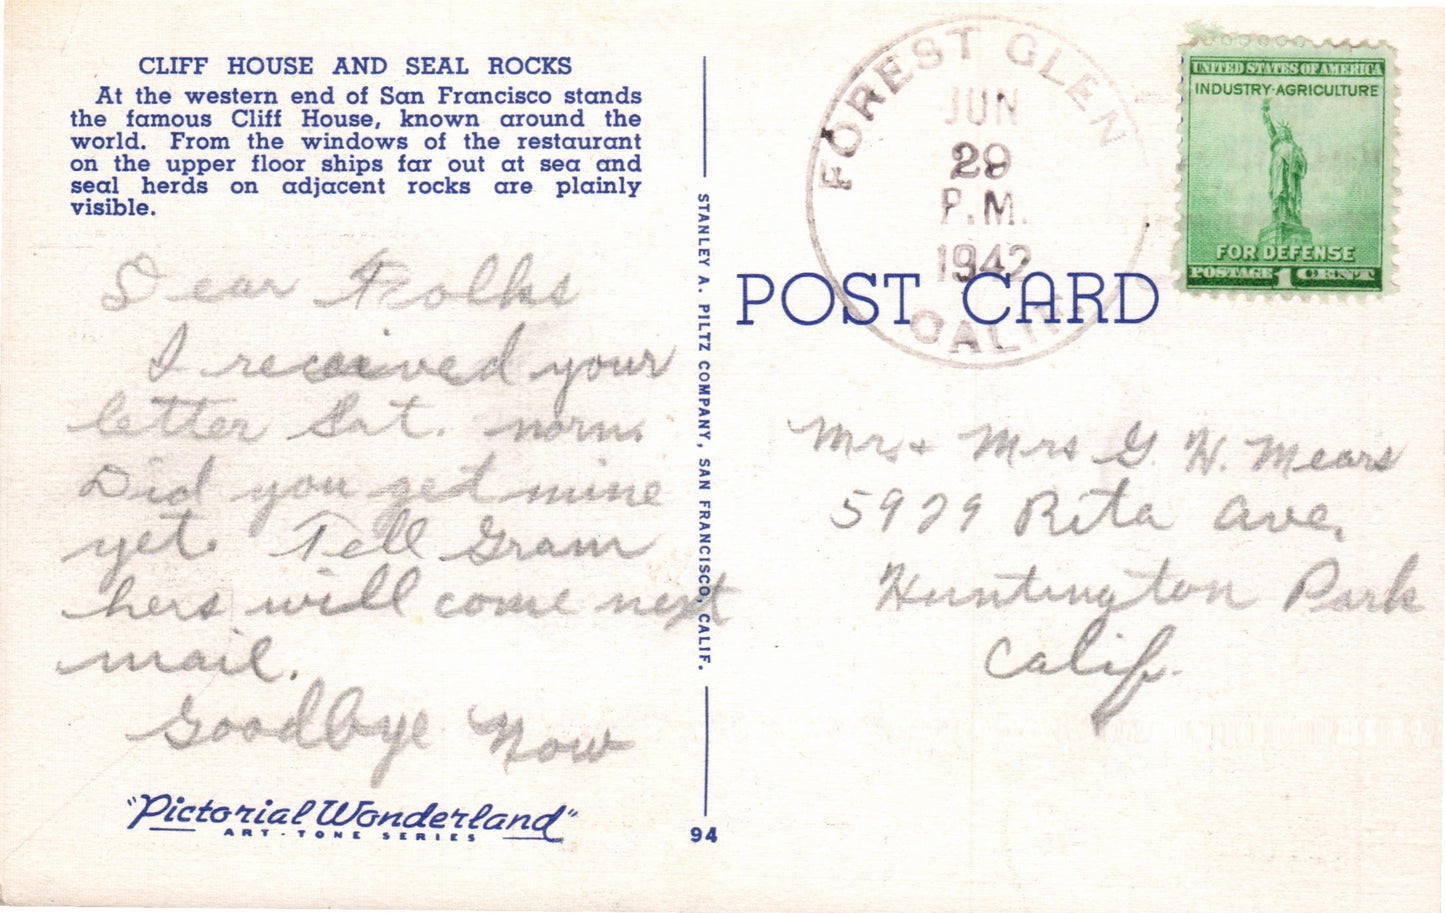 CLIFF HOUSE AND SEAL ROCKS
At the western end of San Francisco stands
the famous Cliff House, known around the
world. From the windows of the restaurant
on the upper floor ships far out at sea and
seal herds on adjacent rocks are plainly
visible.
Dear Folks
I received your
letter Sat. morn.
Did you get mine
yet. Tell Gram
hers will come next
mail.
Goodbye Now
"Pictorial Wonderland"
ART-TONE SERIES
STANLEY A. PILTZ COMPANY, SAN FRANCISCO, CALIF.
94
FOREST GLEN
JUN
29
P.M.
1942
CALIF.
UNITED STATES OF AMERICA
INDUSTRY·AGRICULTURE
FOR DEFENSE
POSTAGE 1 CENT
POST CARD
Mr + Mrs G. H. Mears
5929 Rita Ave.
Huntington Park
Calif.